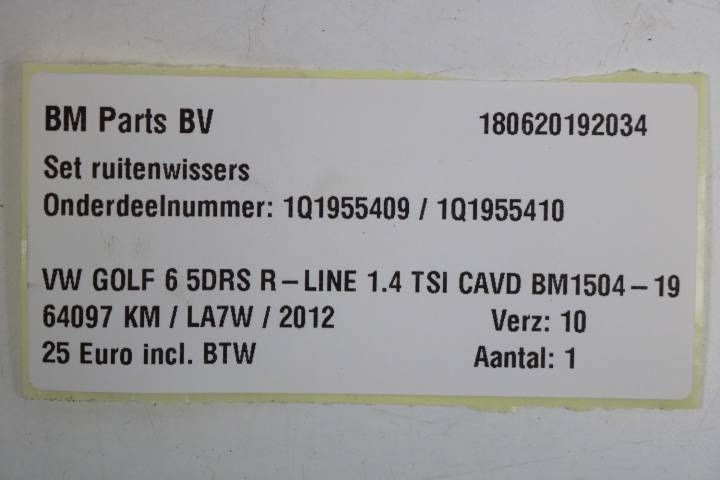 BM Parts BV 180620192034
Set ruitenwissers
Onderdeelnummer: 1Q1955409 / 1Q1955410
VW GOLF 6 5DRS R-LINE 1.4 TSI CAVD BM1504-19
64097 KM / LA7W / 2012 Verz: 10
25 Euro incl. BTW Aantal: 1